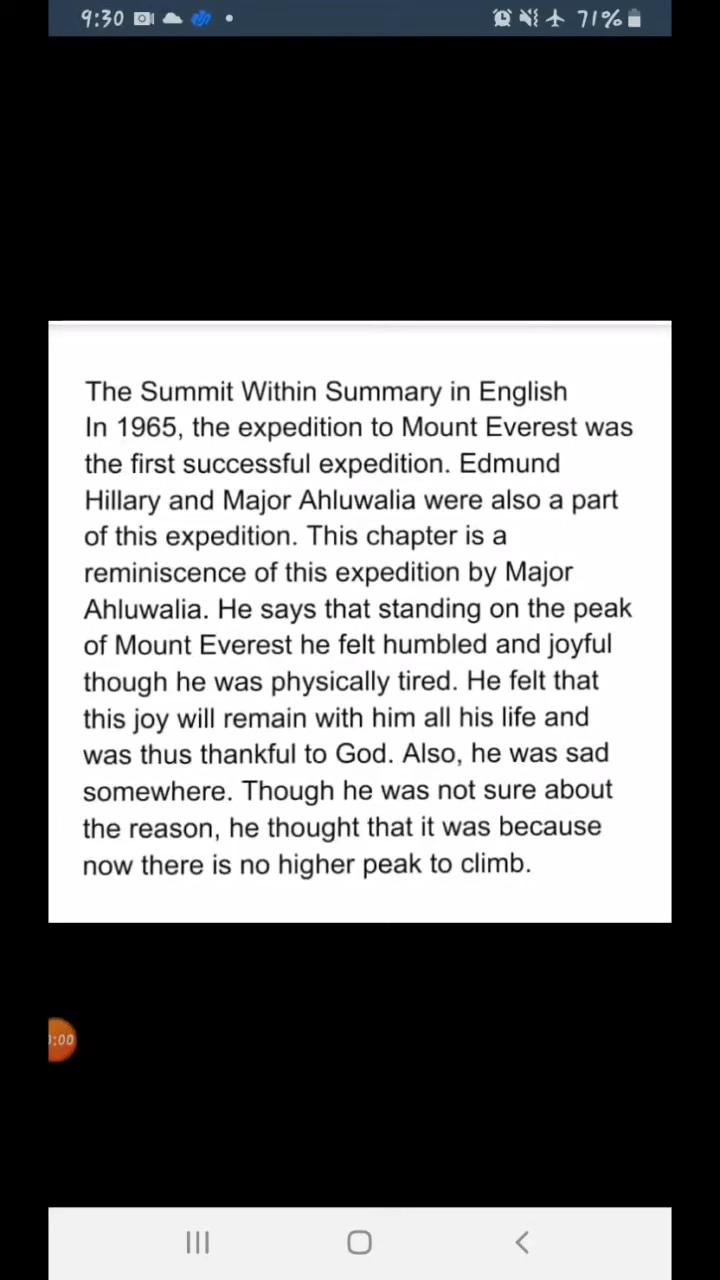 9:30
71%
The Summit Within Summary in English
In 1965, the expedition to Mount Everest was
the first successful expedition. Edmund
Hillary and Major Ahluwalia were also a part
of this expedition. This chapter is a
reminiscence of this expedition by Major
Ahluwalia. He says that standing on the peak
of Mount Everest he felt humbled and joyful
though he was physically tired. He felt that
this joy will remain with him all his life and
was thus thankful to God. Also, he was sad
somewhere. Though he was not sure about
the reason, he thought that it was because
now there is no higher peak to climb.
:00